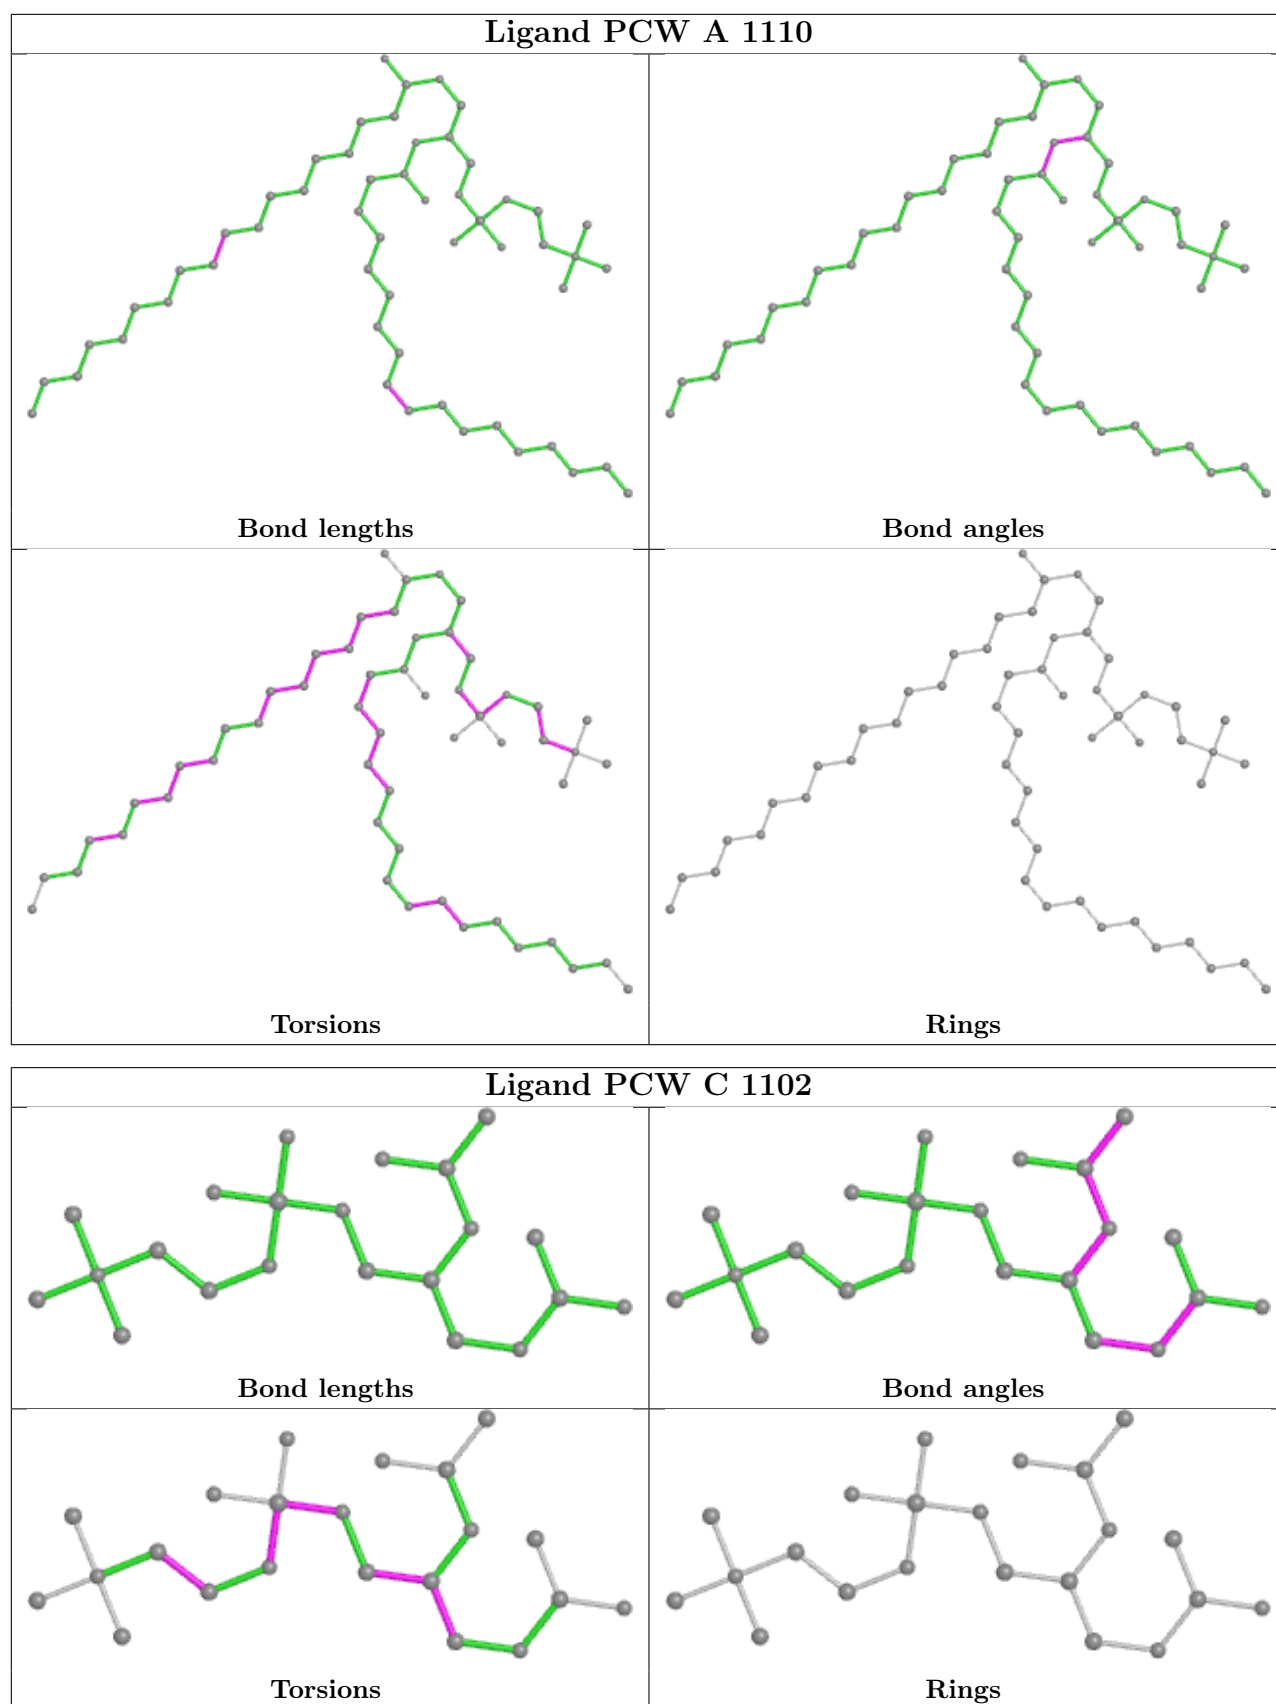 Ligand PCW A 1110
Bond lengths
Bond angles
Torsions
Rings
Ligand PCW C 1102
Bond lengths
Bond angles
Torsions
Rings